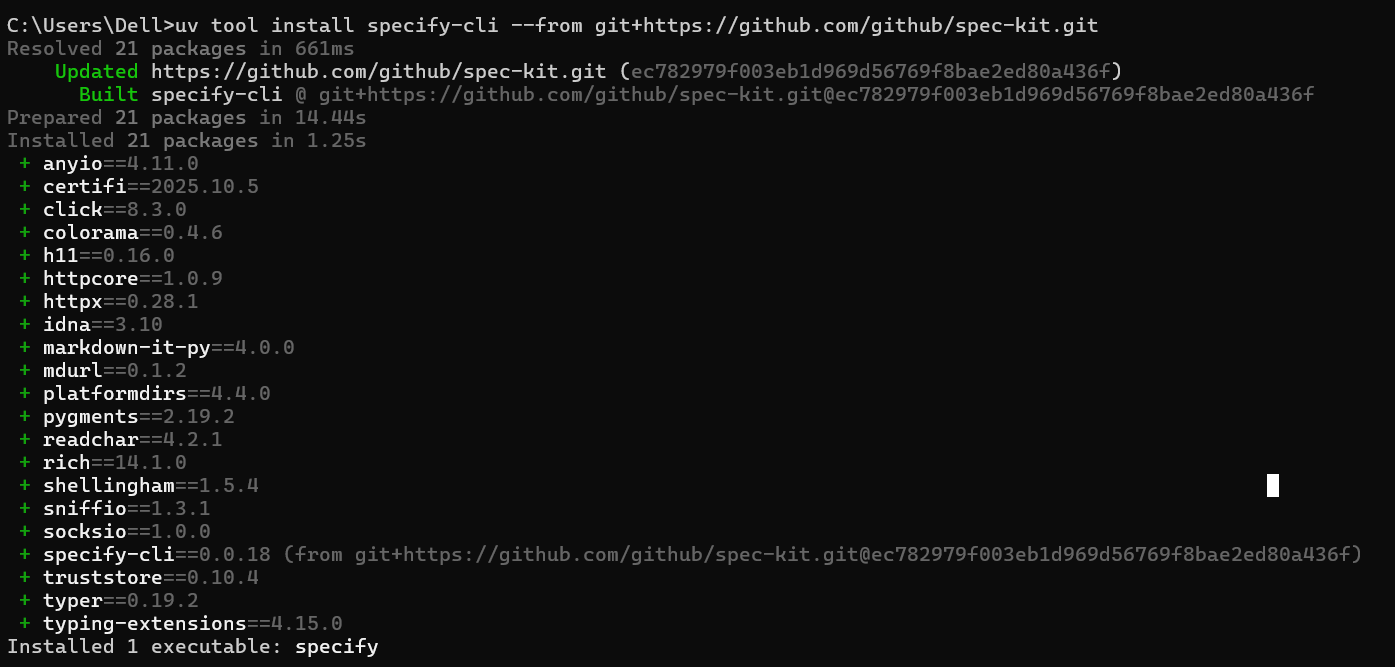 C:\Users\Dell>uv tool install specify-cli --from git+https://github.com/github/spec-kit.git
Resolved 21 packages in 661ms
    Updated https://github.com/github/spec-kit.git (ec782979f003eb1d969d56769f8bae2ed80a436f)
      Built specify-cli @ git+https://github.com/github/spec-kit.git@ec782979f003eb1d969d56769f8bae2ed80a436f
Prepared 21 packages in 14.44s
Installed 21 packages in 1.25s
 + anyio==4.11.0
 + certifi==2025.10.5
 + click==8.3.0
 + colorama==0.4.6
 + h11==0.16.0
 + httpcore==1.0.9
 + httpx==0.28.1
 + idna==3.10
 + markdown-it-py==4.0.0
 + mdurl==0.1.2
 + platformdirs==4.4.0
 + pygments==2.19.2
 + readchar==4.2.1
 + rich==14.1.0
 + shellingham==1.5.4
 + sniffio==1.3.1
 + socksio==1.0.0
 + specify-cli==0.0.18 (from git+https://github.com/github/spec-kit.git@ec782979f003eb1d969d56769f8bae2ed80a436f)
 + truststore==0.10.4
 + typer==0.19.2
 + typing-extensions==4.15.0
Installed 1 executable: specify